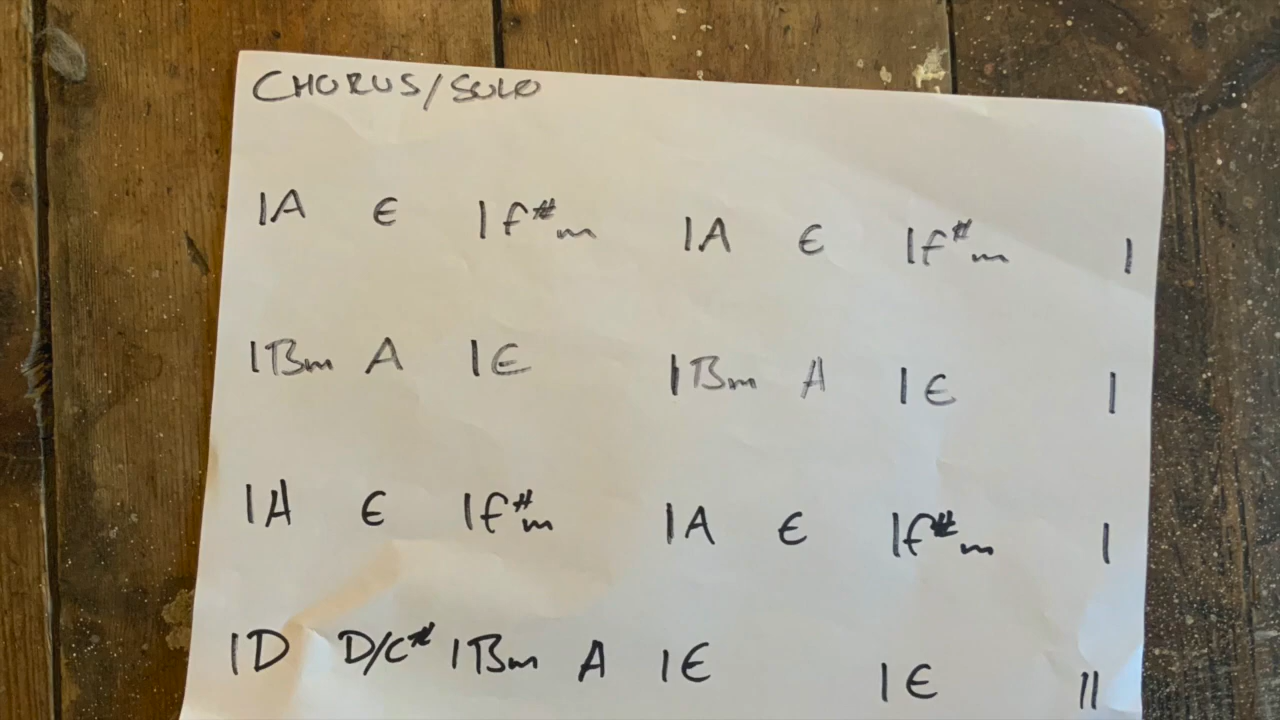 CHORUS/SOLO
|A E |F#m |A E |F#m |
|Bm A |E |Bm A |E |
|A E |F#m |A E |F#m |
|D D/C# |Bm A |E |E ||